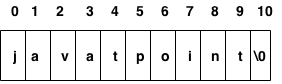 0 1 2 3 4 5 6 7 8 9 10
j a v a t p o i n t \0